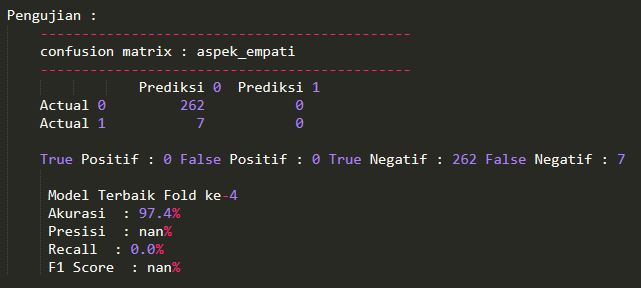 Pengujian :
---------------------------------------------
confusion matrix : aspek_empati
---------------------------------------------
Prediksi 0 Prediksi 1
Actual 0 262 0
Actual 1 7 0
True Positif : 0 False Positif : 0 True Negatif : 262 False Negatif : 7
Model Terbaik Fold ke-4
Akurasi : 97.4%
Presisi : nan%
Recall : 0.0%
F1 Score : nan%